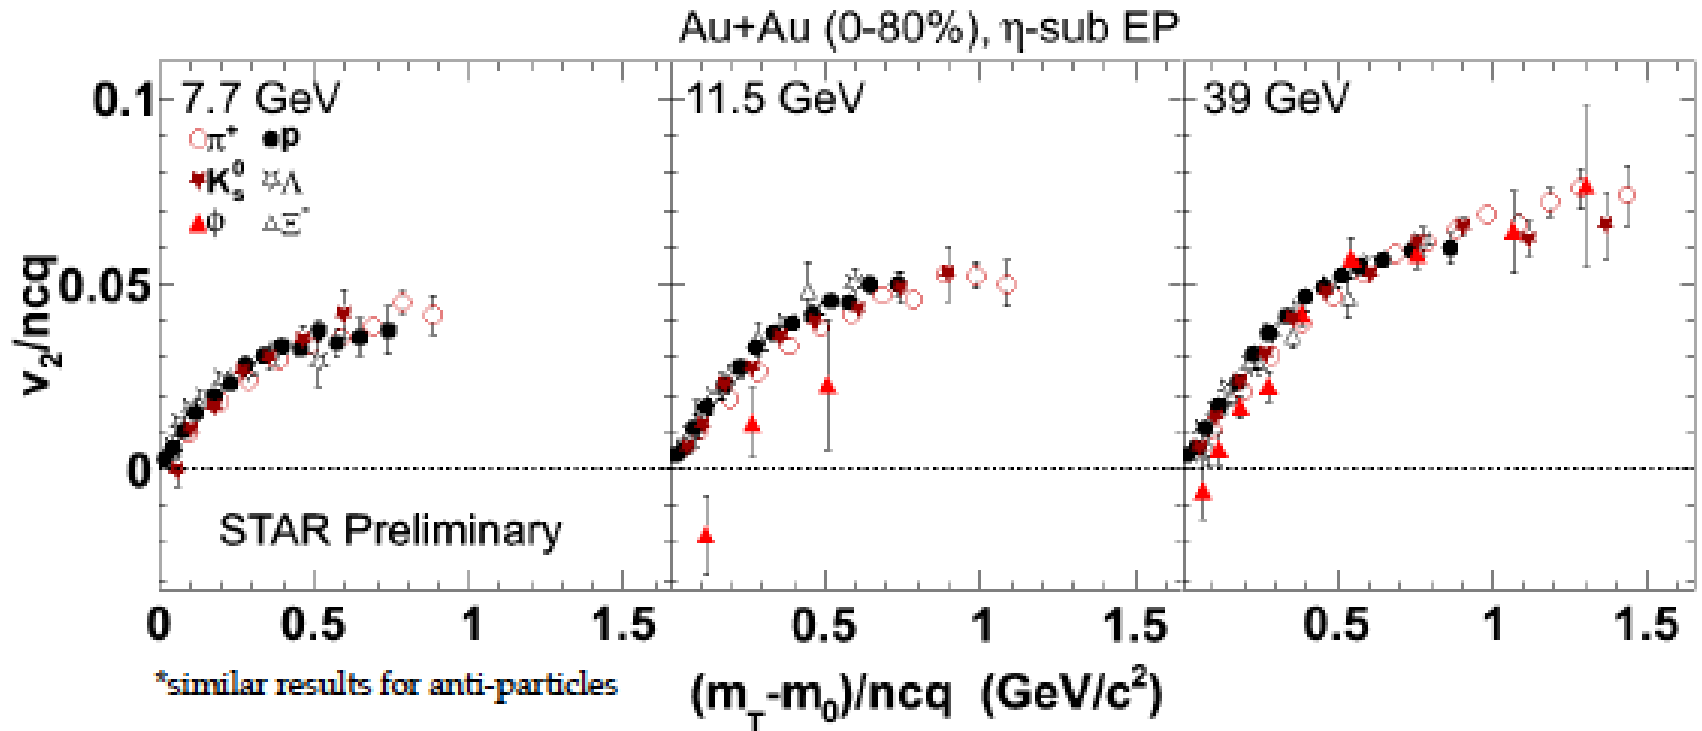 Au+Au (0-80%), η-sub EP
7.7 GeV
11.5 GeV
39 GeV
π⁺ p
K⁰ₛ Λ
ϕ Ξ⁻
v₂/ncq
0.1
0.05
0
STAR Preliminary
0 0.5 1 1.5 0.5 1 1.5 0.5 1 1.5
*similar results for anti-particles
(m_T-m₀)/ncq (GeV/c²)